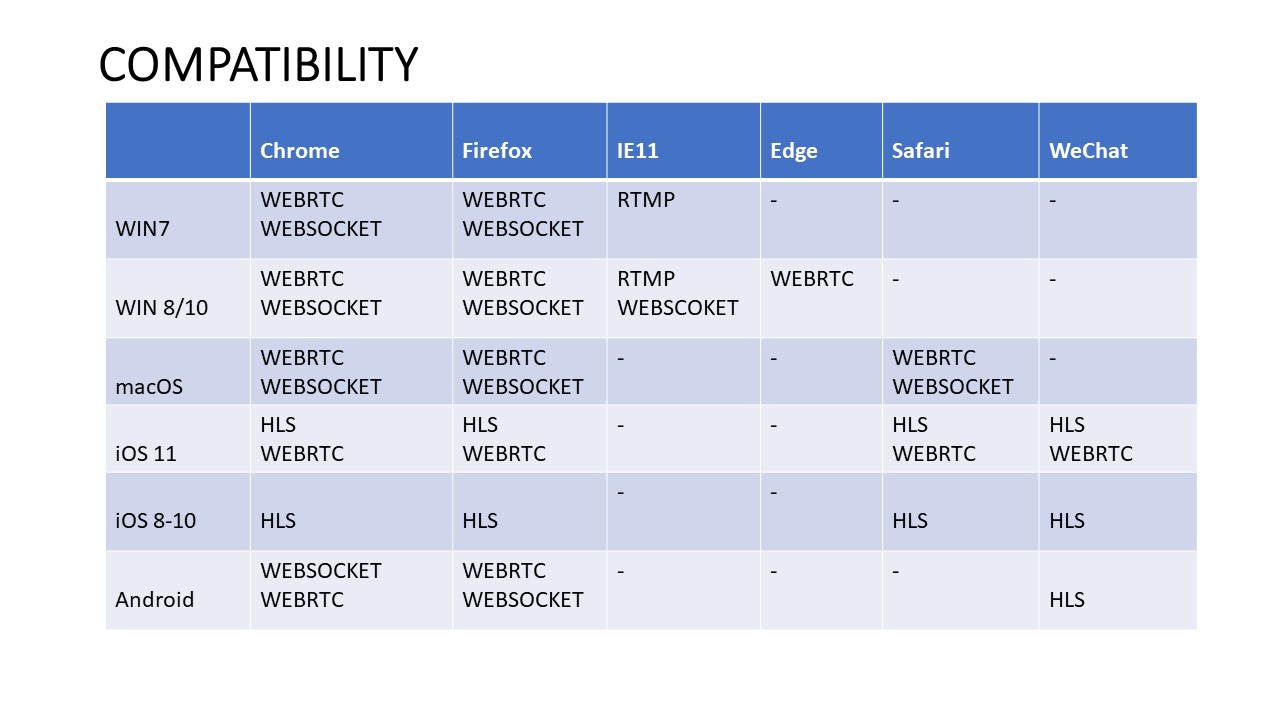 COMPATIBILITY
Chrome Firefox IE11 Edge Safari WeChat
WEBRTC WEBRTC RTMP - - -
WIN7 WEBSOCKET WEBSOCKET
WEBRTC WEBRTC RTMP WEBRTC - -
WIN 8/10 WEBSOCKET WEBSOCKET WEBSCOKET
WEBRTC WEBRTC - - WEBRTC -
macOS WEBSOCKET WEBSOCKET WEBSOCKET
HLS HLS - - HLS HLS
iOS 11 WEBRTC WEBRTC WEBRTC WEBRTC
- -
iOS 8-10 HLS HLS HLS HLS
WEBSOCKET WEBRTC - - -
Android WEBRTC WEBSOCKET HLS